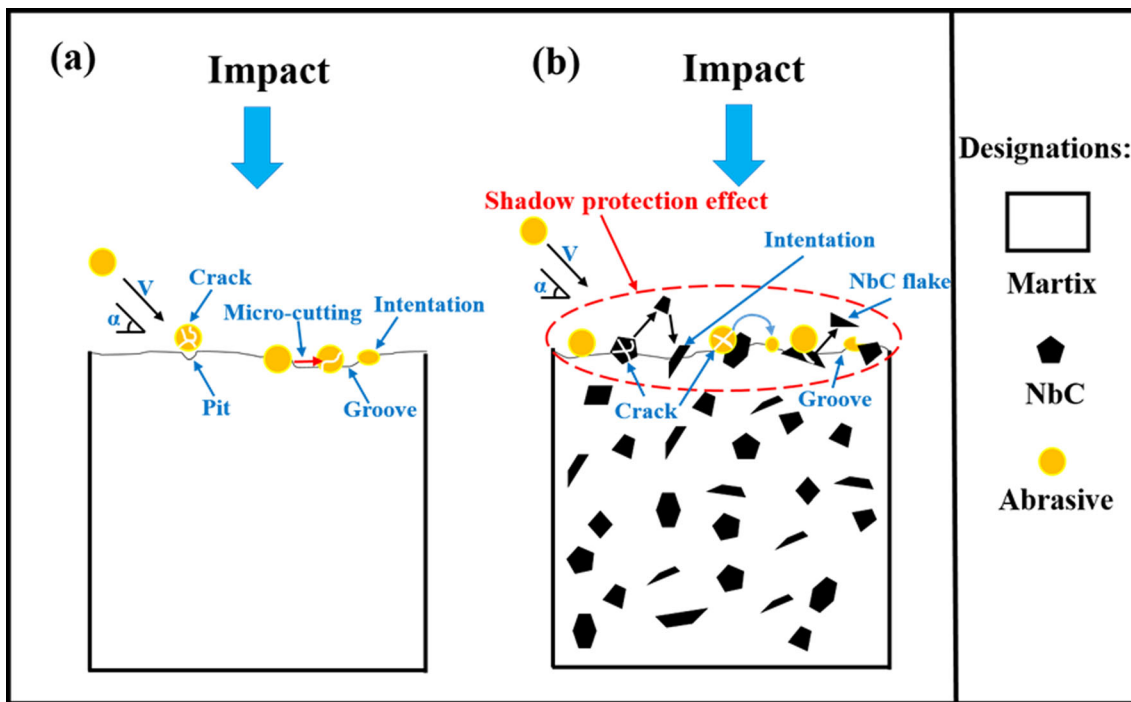 (a)
Impact
V
α
Crack
Micro-cutting
Intentation
Pit
Groove
(b)
Impact
Shadow protection effect
V
α
Intentation
NbC flake
Crack
Groove
Designations:
Martix
NbC
Abrasive